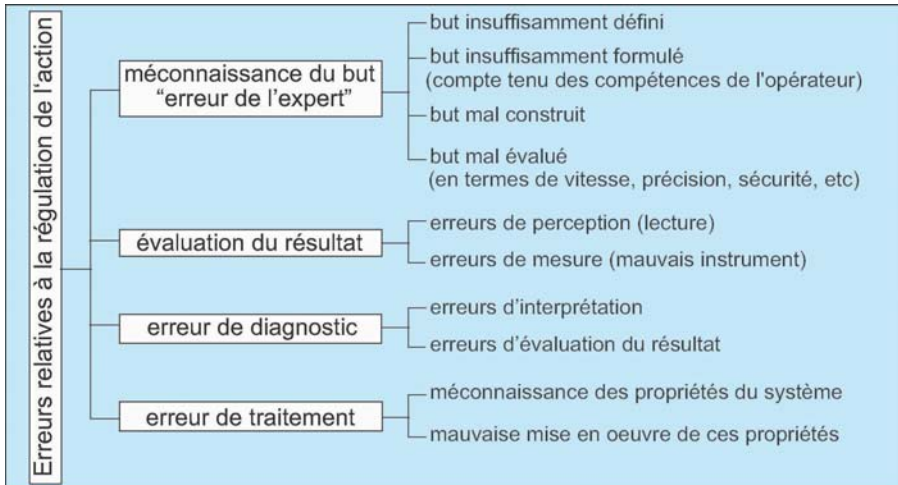 Erreurs relatives à la régulation de l'action
méconnaissance du but
"erreur de l'expert"
but insuffisamment défini
but insuffisamment formulé
(compte tenu des compétences de l'opérateur)
but mal construit
but mal évalué
(en termes de vitesse, précision, sécurité, etc)
évaluation du résultat
erreurs de perception (lecture)
erreurs de mesure (mauvais instrument)
erreur de diagnostic
erreurs d'interprétation
erreurs d'évaluation du résultat
erreur de traitement
méconnaissance des propriétés du système
mauvaise mise en oeuvre de ces propriétés